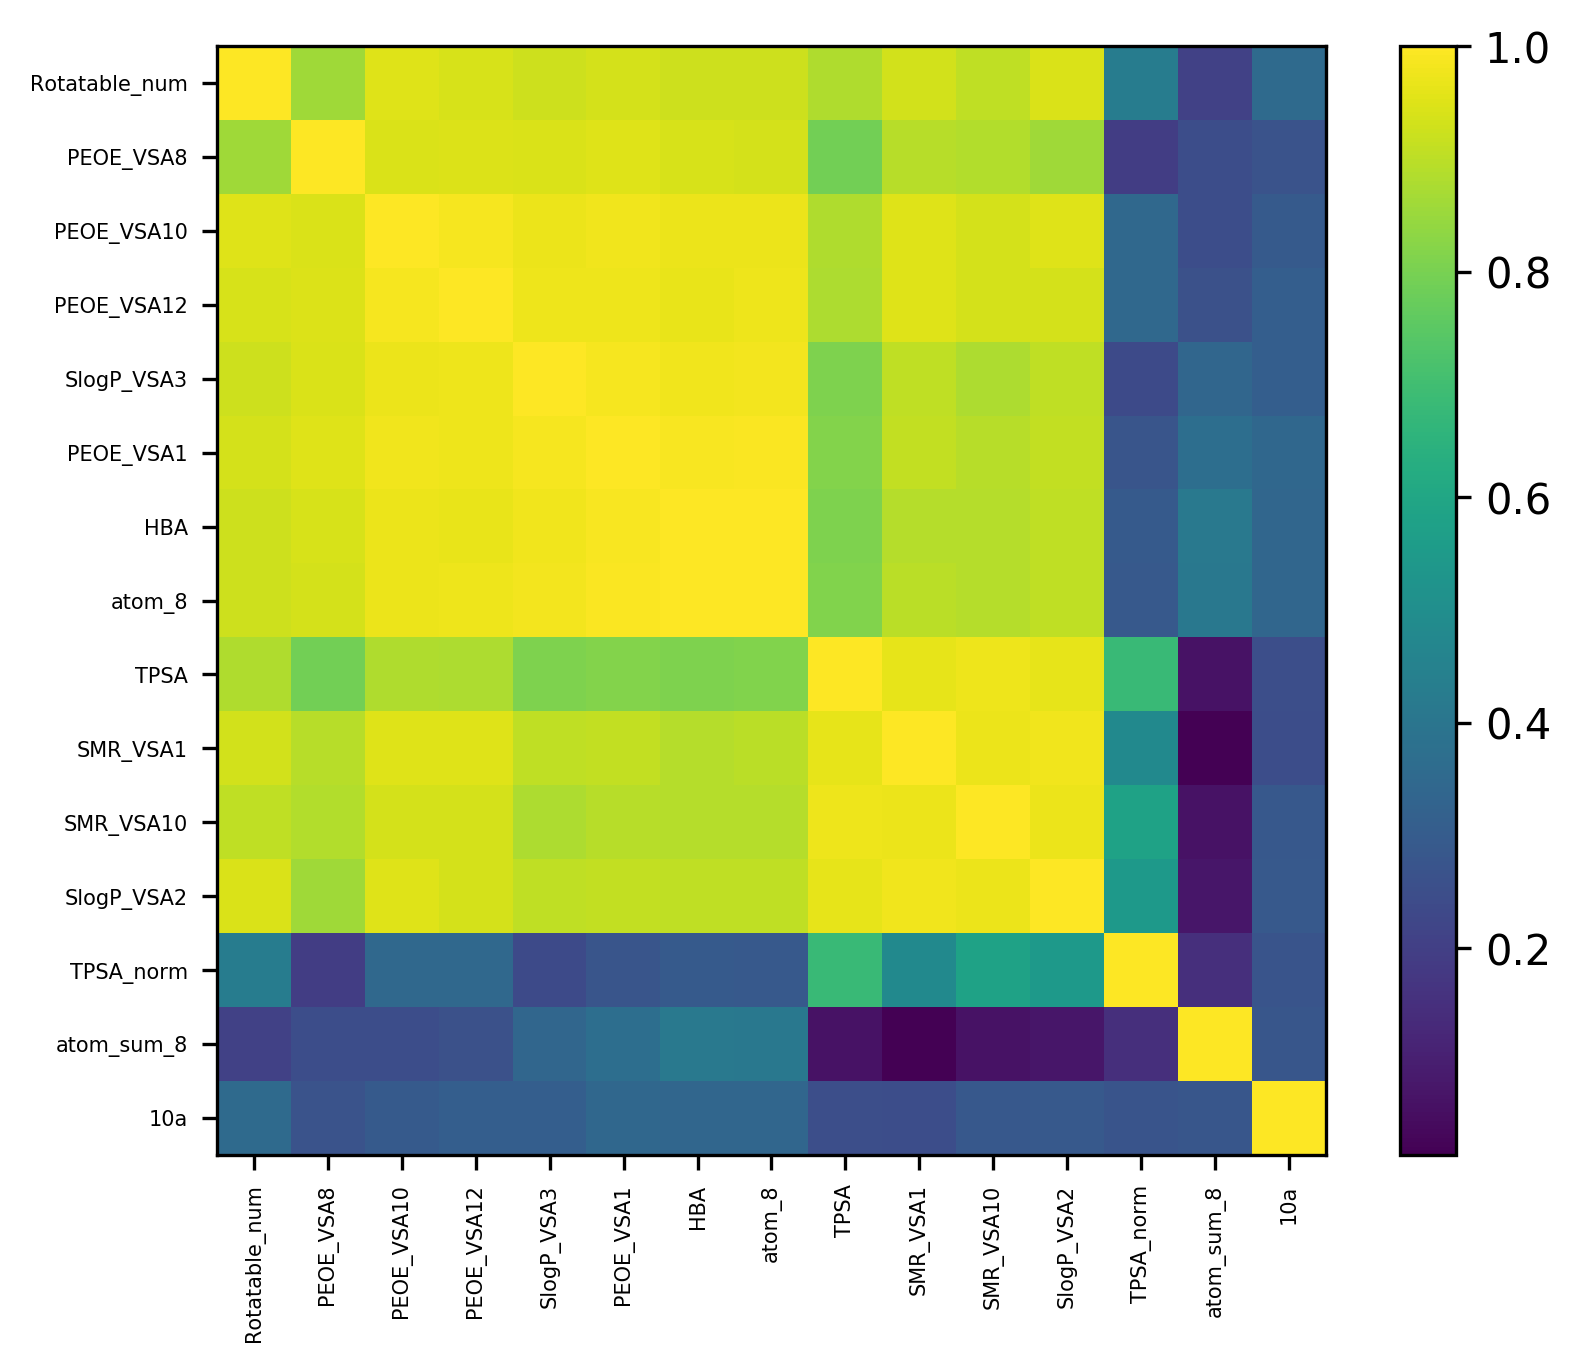 Rotatable_num
PEOE_VSA8
PEOE_VSA10
PEOE_VSA12
SlogP_VSA3
PEOE_VSA1
HBA
atom_8
TPSA
SMR_VSA1
SMR_VSA10
SlogP_VSA2
TPSA_norm
atom_sum_8
10a
Rotatable_num
PEOE_VSA8
PEOE_VSA10
PEOE_VSA12
SlogP_VSA3
PEOE_VSA1
HBA
atom_8
TPSA
SMR_VSA1
SMR_VSA10
SlogP_VSA2
TPSA_norm
atom_sum_8
10a
1.0
0.8
0.6
0.4
0.2